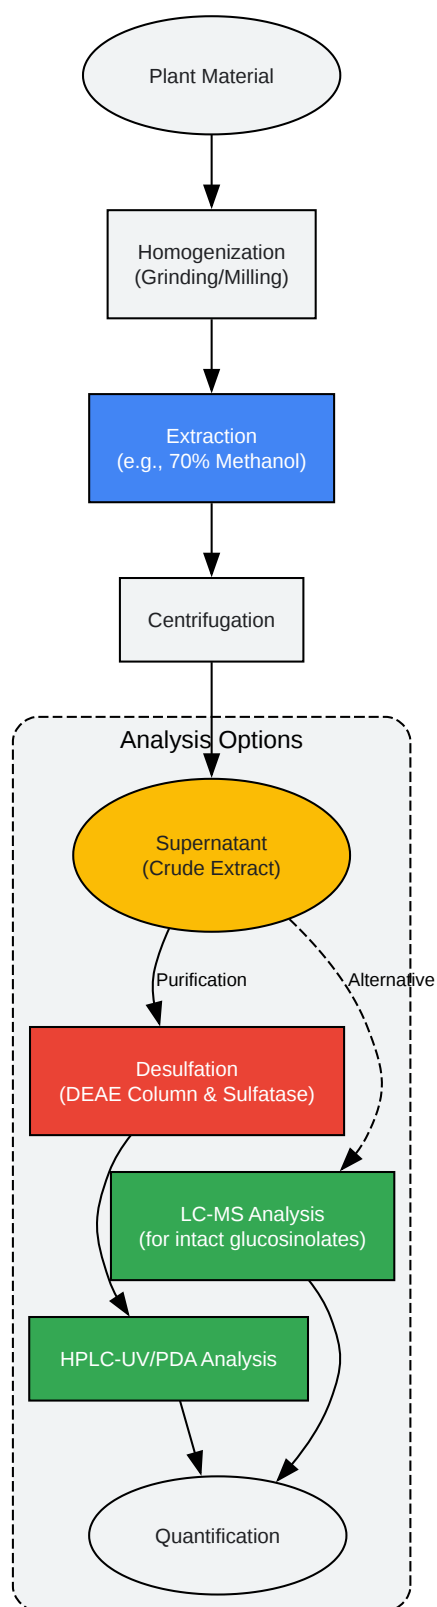 Plant Material
Homogenization
(Grinding/Milling)
Extraction
(e.g., 70% Methanol)
Centrifugation
Analysis Options
Supernatant
(Crude Extract)
Purification
Alternative
Desulfation
(DEAE Column & Sulfatase)
LC-MS Analysis
(for intact glucosinolates)
HPLC-UV/PDA Analysis
Quantification